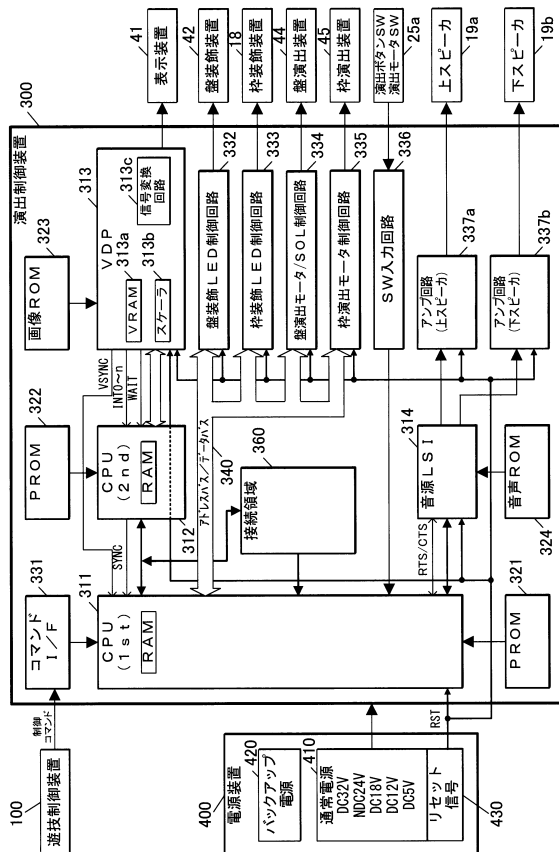 100
遊技制御装置
制御
コマンド
演出制御装置
300
331
コマンド
I/F
322
PROM
323
画像ROM
311
CPU
(1st)
RAM
SYNC
CPU
(2nd)
RAM
312
VSYNC
INT0~n
WAIT
313
VDP
313a
VRAM
313b
スケーラ
313c
信号変換
回路
41
表示装置
アドレスバス/データバス
340
332
盤装飾LED制御回路
42
盤装飾装置
333
枠装飾LED制御回路
18
枠装飾装置
334
盤演出モータ/SOL制御回路
44
盤演出装置
335
枠演出モータ制御回路
45
枠演出装置
360
接続領域
336
SW入力回路
演出ボタンSW
演出モータSW
25a
400
電源装置
420
バックアップ
電源
410
通常電源
DC32V
NDC24V
DC18V
DC12V
DC5V
リセット
信号
430
RST
RTS/CTS
314
音源LSI
337a
アンプ回路
(上スピーカ)
19a
上スピーカ
337b
アンプ回路
(下スピーカ)
19b
下スピーカ
321
PROM
音声ROM
324